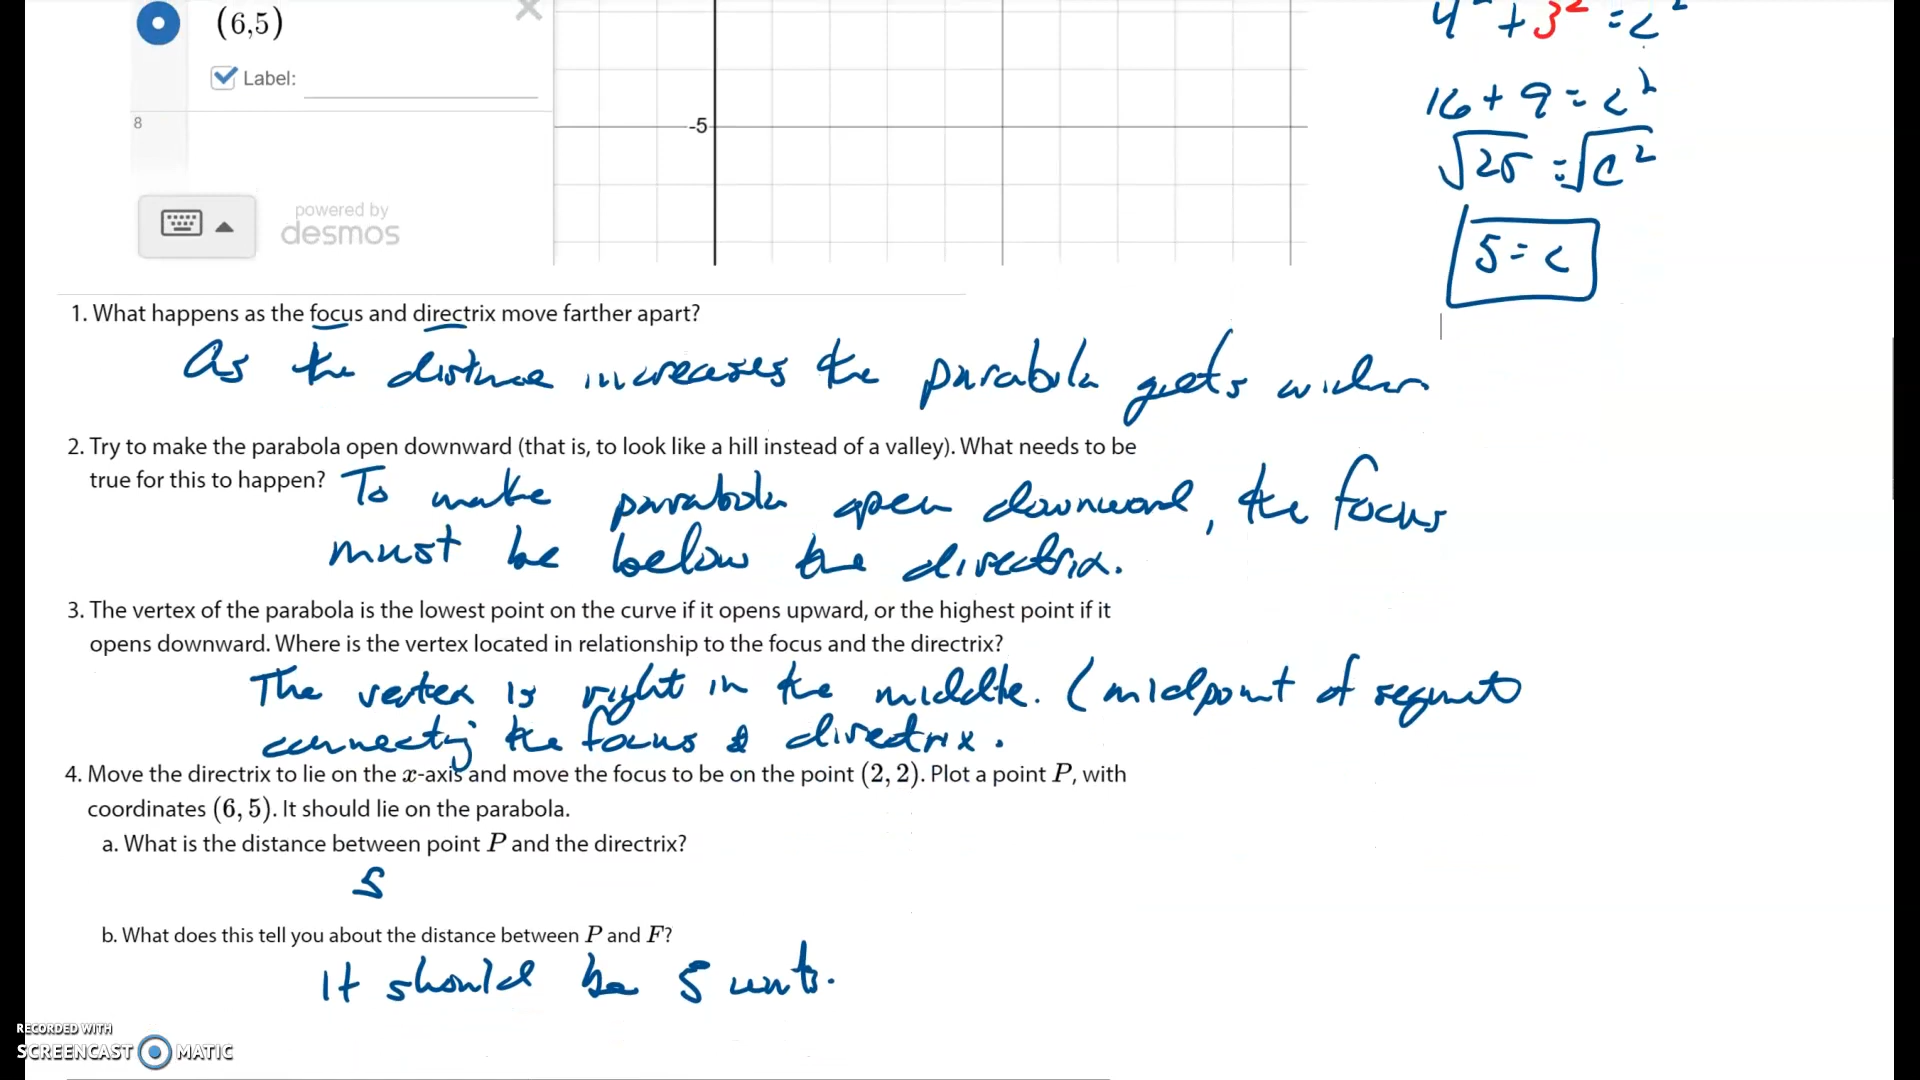 (6,5)
Label:
8
-5
powered by
desmos
4² + 3² = c²
16 + 9 = c²
√25 = √c²
5 = c
1. What happens as the focus and directrix move farther apart?
As the distance increases the parabola gets wider
2. Try to make the parabola open downward (that is, to look like a hill instead of a valley). What needs to be
true for this to happen?
To make parabola open downward, the focus
must be below the directrix.
3. The vertex of the parabola is the lowest point on the curve if it opens upward, or the highest point if it
opens downward. Where is the vertex located in relationship to the focus and the directrix?
The vertex is right in the middle. (midpoint of segment
connecting the focus & directrix.
4. Move the directrix to lie on the x-axis and move the focus to be on the point (2, 2). Plot a point P, with
coordinates (6, 5). It should lie on the parabola.
a. What is the distance between point P and the directrix?
5
b. What does this tell you about the distance between P and F?
It should be 5 units.
RECORDED WITH
SCREENCAST MATIC